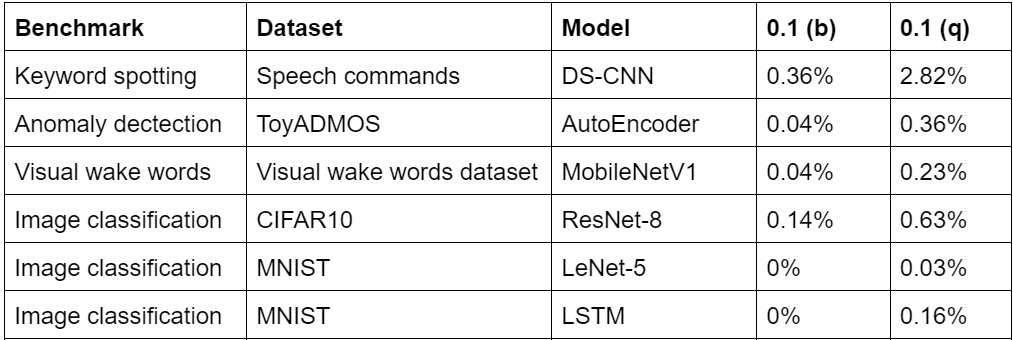 Benchmark Dataset Model 0.1 (b) 0.1 (q)
Keyword spotting Speech commands DS-CNN 0.36% 2.82%
Anomaly dectection ToyADMOS AutoEncoder 0.04% 0.36%
Visual wake words Visual wake words dataset MobileNetV1 0.04% 0.23%
Image classification CIFAR10 ResNet-8 0.14% 0.63%
Image classification MNIST LeNet-5 0% 0.03%
Image classification MNIST LSTM 0% 0.16%